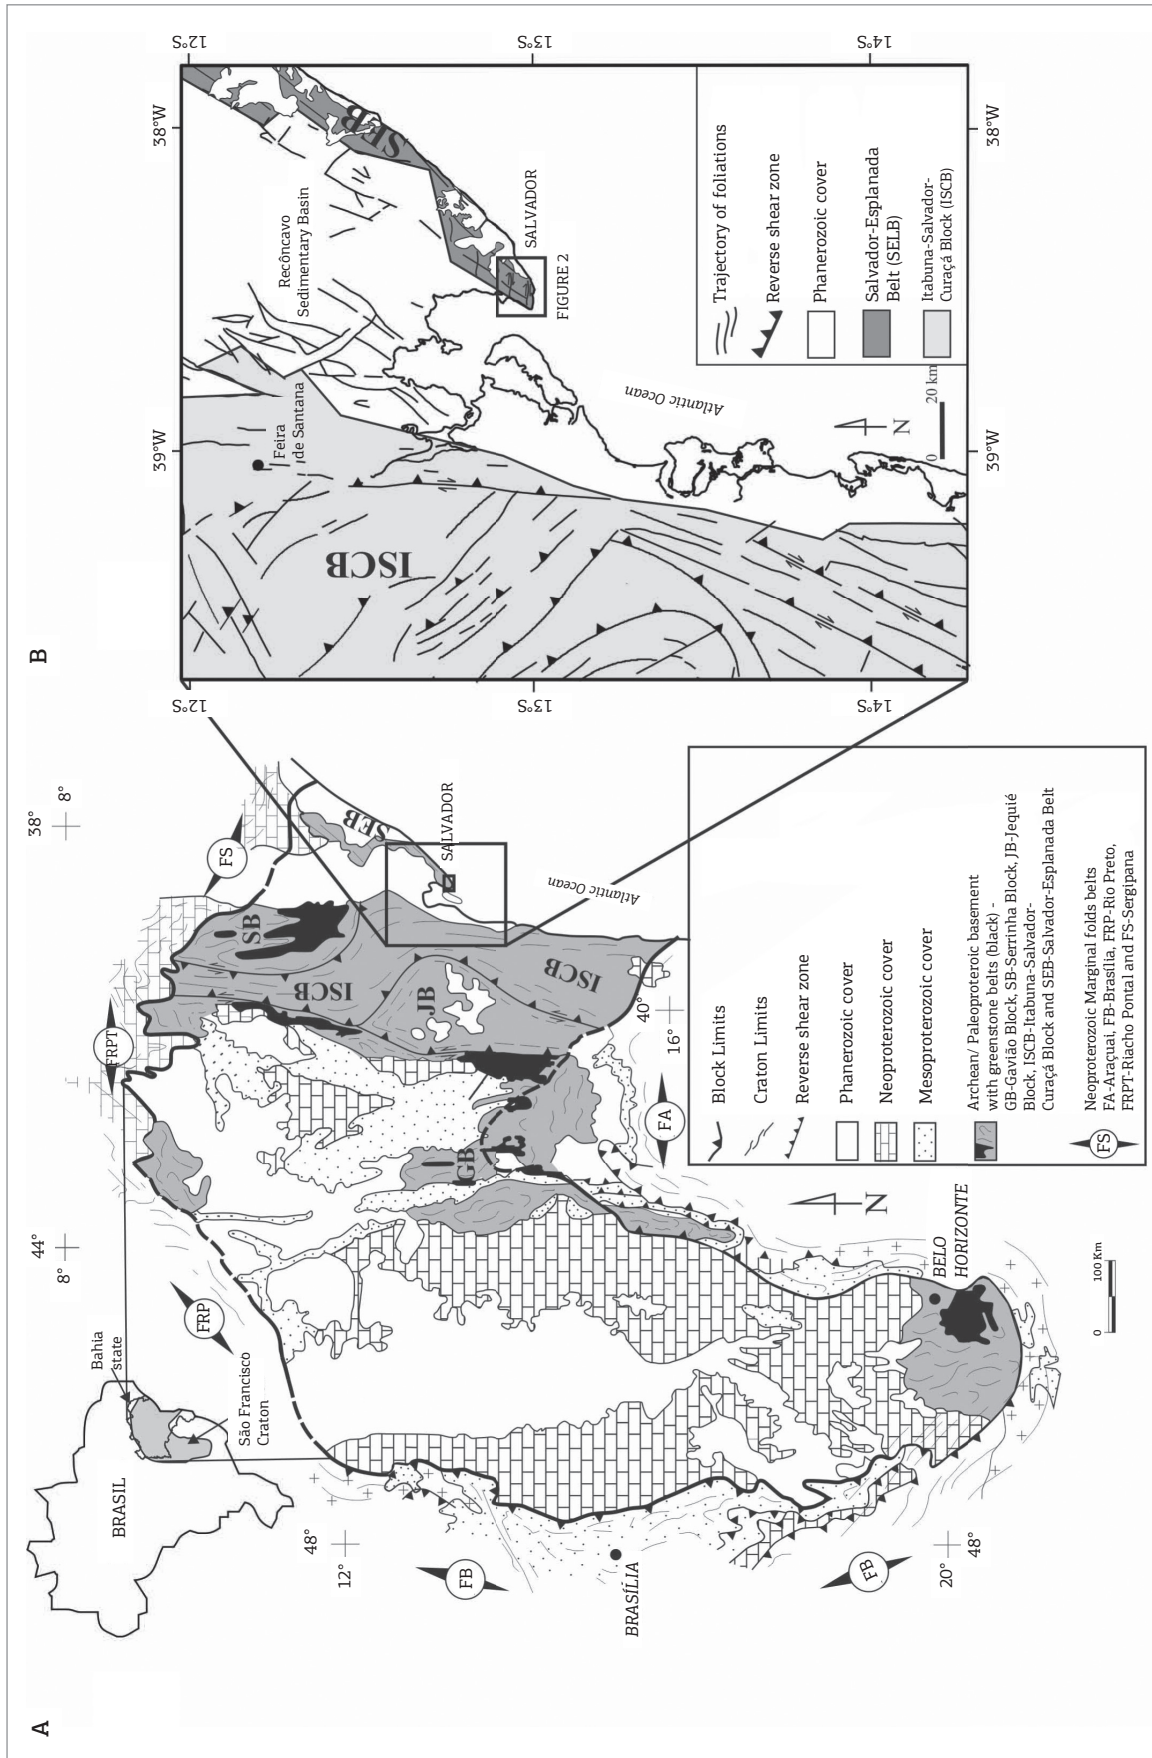 A
BRASIL
Bahia
state
São Francisco
Craton
44°
8°
38°
8°
48°
12°
20°
48°
40°
16°
FRP
FRPT
FS
FB
FB
FA
SB
ISCB
JB
ISCB
GB
SEB
SALVADOR
Atlantic Ocean
BRASÍLIA
BELO
HORIZONTE
N
0
100 Km
Block Limits
Craton Limits
Reverse shear zone
Phanerozoic cover
Neoproterozoic cover
Mesoproterozoic cover
Archean/ Paleoproteroic basement
with greenstone belts (black) -
GB-Gavião Block, SB-Serrinha Block, JB-Jequié
Block, ISCB-Itabuna-Salvador-
Curaçá Block and SEB-Salvador-Esplanada Belt
FS
Neoproterozoic Marginal folds belts
FA-Araçuai, FB-Brasília, FRP-Rio Preto,
FRPT-Riacho Pontal and FS-Sergipana
B
39°W
38°W
12°S
12°S
13°S
13°S
14°S
14°S
39°W
38°W
Feira
de Santana
Recôncavo
Sedimentary Basin
ISCB
SEB
SALVADOR
FIGURE 2
Atlantic Ocean
N
0
20 km
Trajectory of foliations
Reverse shear zone
Phanerozoic cover
Salvador-Esplanada
Belt (SELB)
Itabuna-Salvador-
Curaçá Block (ISCB)